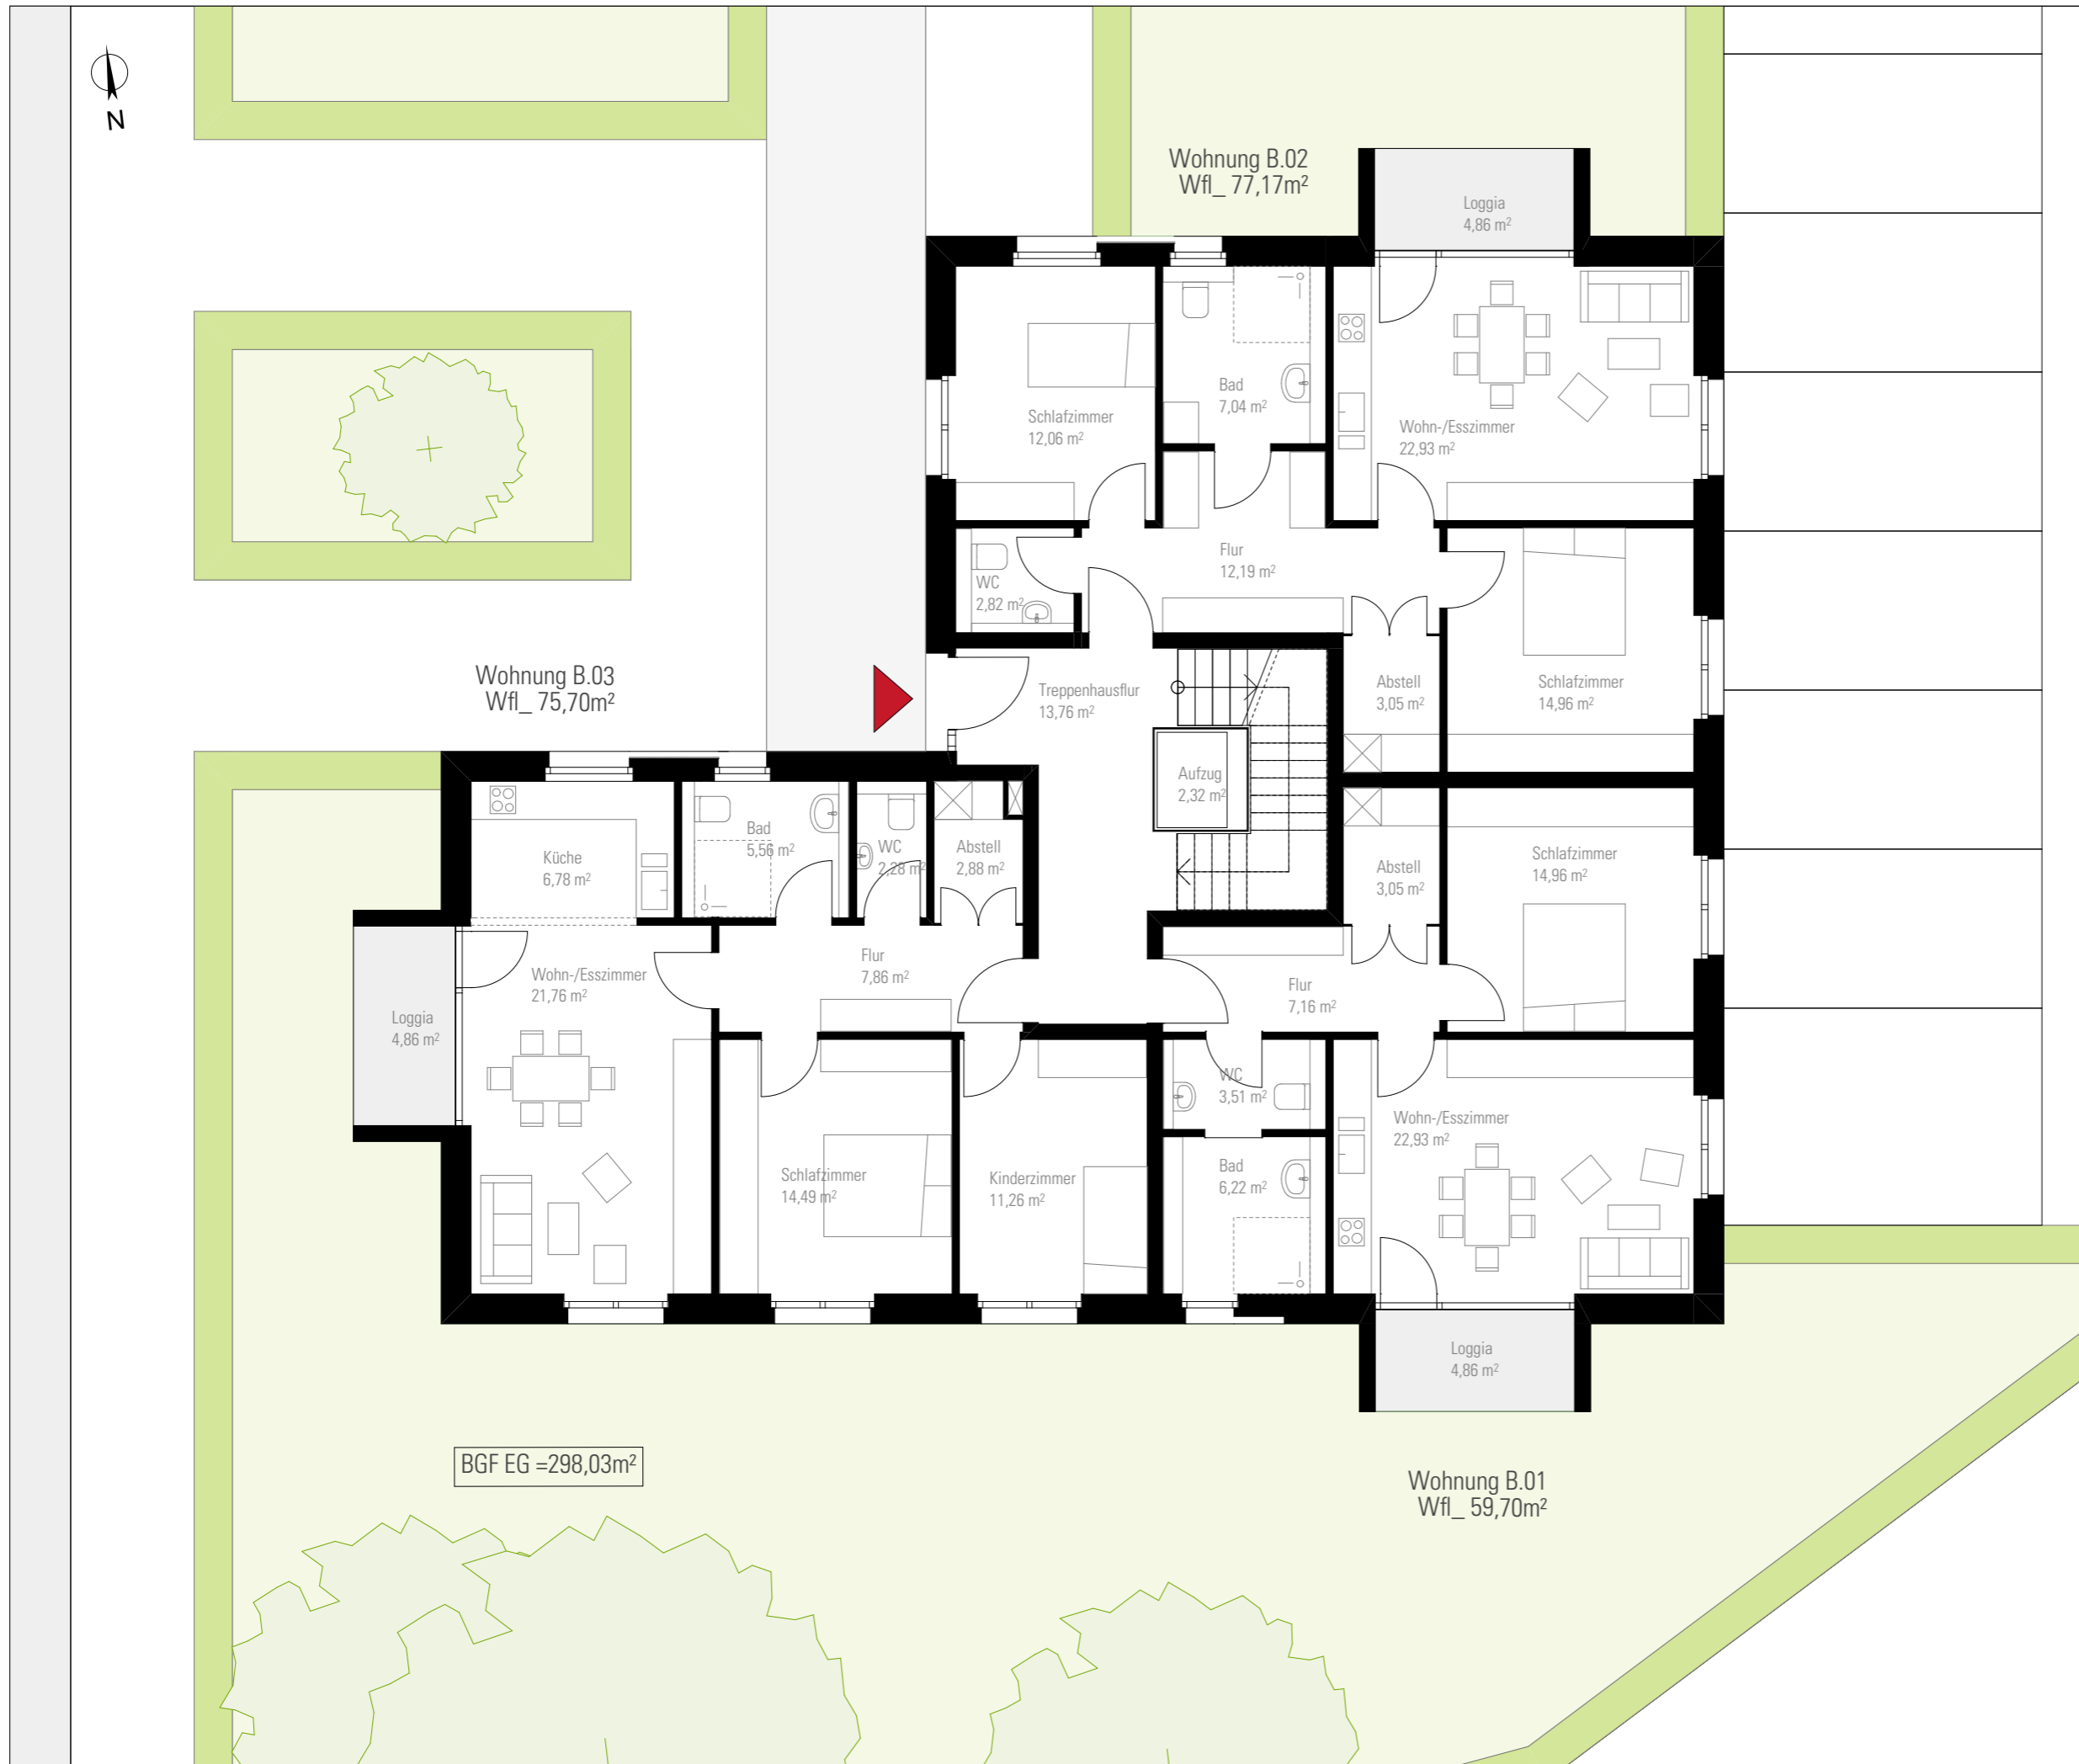 N
Wohnung B.02
Wfl_ 77,17m²
Loggia
4,86 m²
Schlafzimmer
12,06 m²
Bad
7,04 m²
Wohn-/Esszimmer
22,93 m²
WC
2,82 m²
Flur
12,19 m²
Abstell
3,05 m²
Schlafzimmer
14,96 m²
Treppenhausflur
13,76 m²
Aufzug
2,32 m²
Wohnung B.03
Wfl_ 75,70m²
Küche
6,78 m²
Bad
5,56 m²
WC
2,28 m²
Abstell
2,88 m²
Wohn-/Esszimmer
21,76 m²
Flur
7,86 m²
Loggia
4,86 m²
Schlafzimmer
14,49 m²
Kinderzimmer
11,26 m²
Abstell
3,05 m²
Schlafzimmer
14,96 m²
Flur
7,16 m²
WC
3,51 m²
Bad
6,22 m²
Wohn-/Esszimmer
22,93 m²
Loggia
4,86 m²
BGF EG =298,03m²
Wohnung B.01
Wfl_ 59,70m²